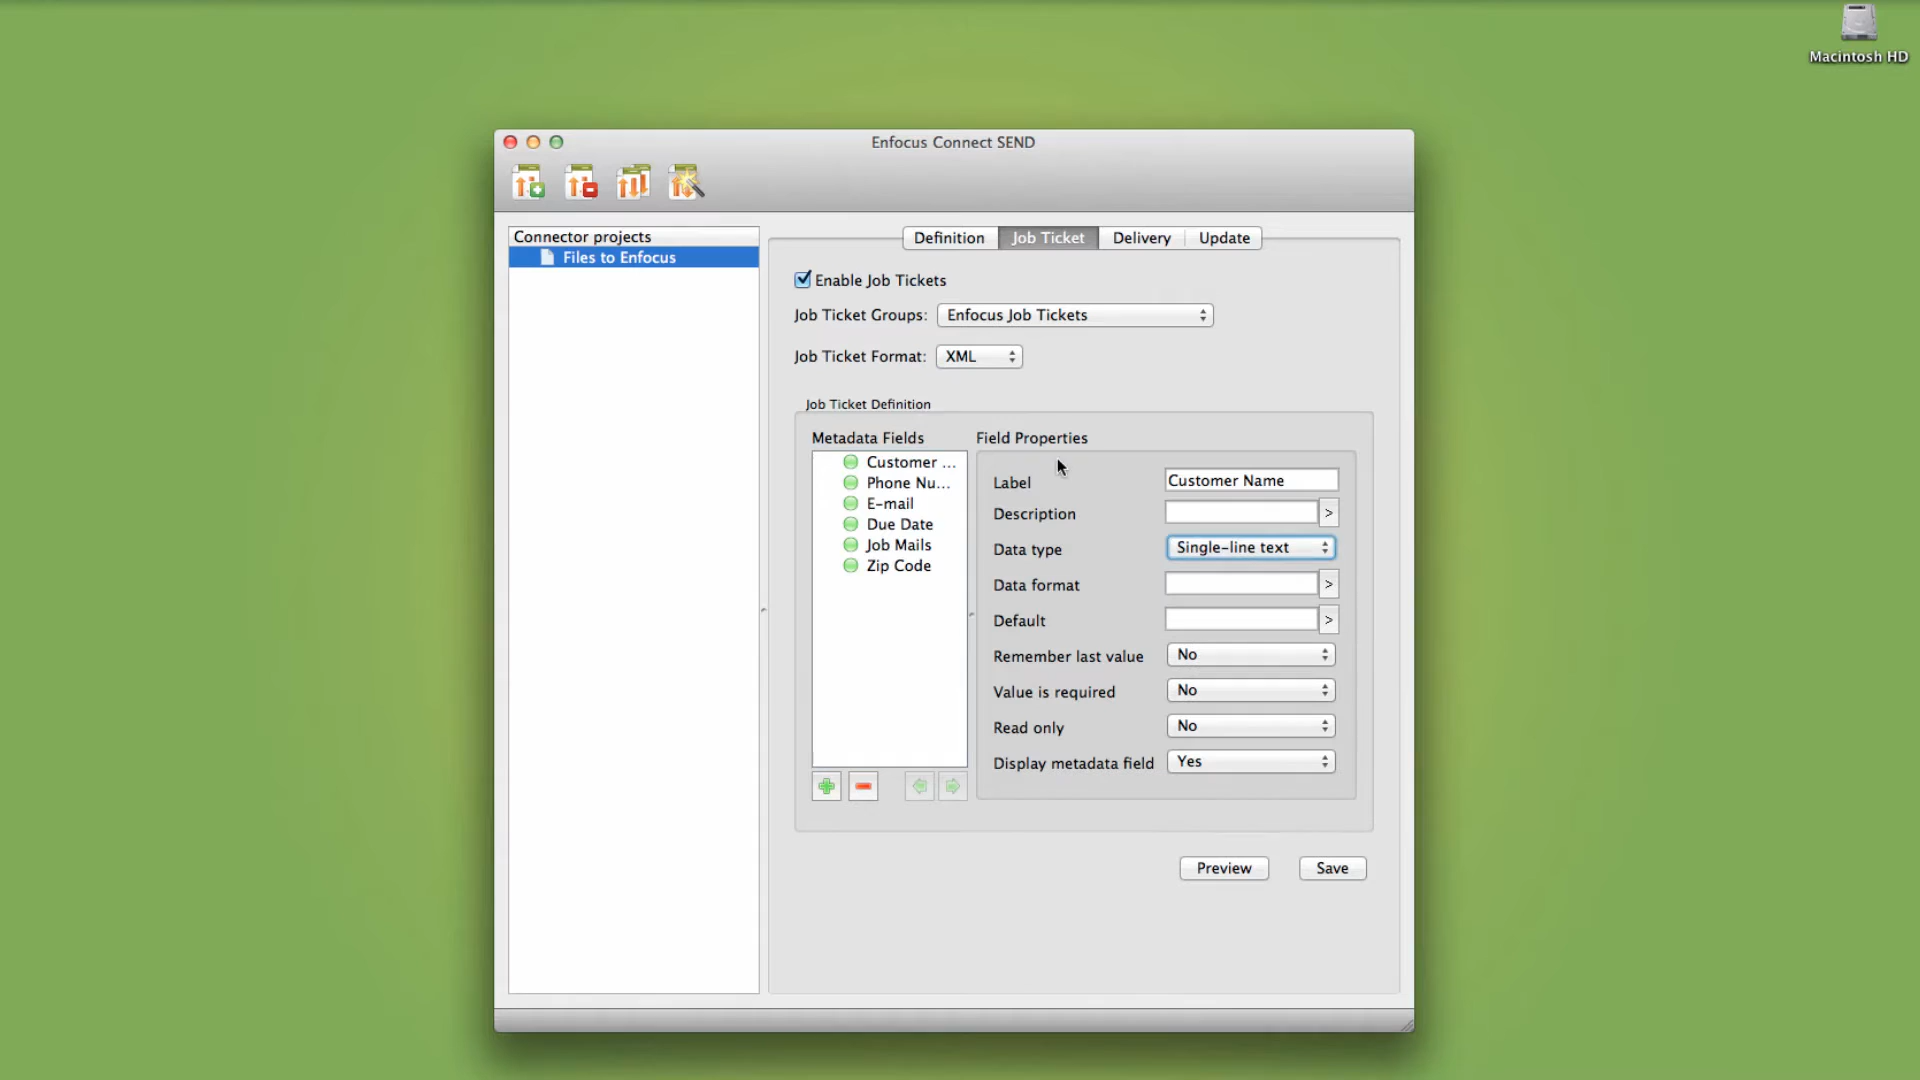 Macintosh HD
Enfocus Connect SEND
Connector projects
Files to Enfocus
Definition Job Ticket Delivery Update
Enable Job Tickets
Job Ticket Groups: Enfocus Job Tickets
Job Ticket Format: XML
Job Ticket Definition
Metadata Fields
Customer ...
Phone Nu...
E-mail
Due Date
Job Mails
Zip Code
Field Properties
Label Customer Name
Description >
Data type Single-line text
Data format >
Default >
Remember last value No
Value is required No
Read only No
Display metadata field Yes
Preview Save